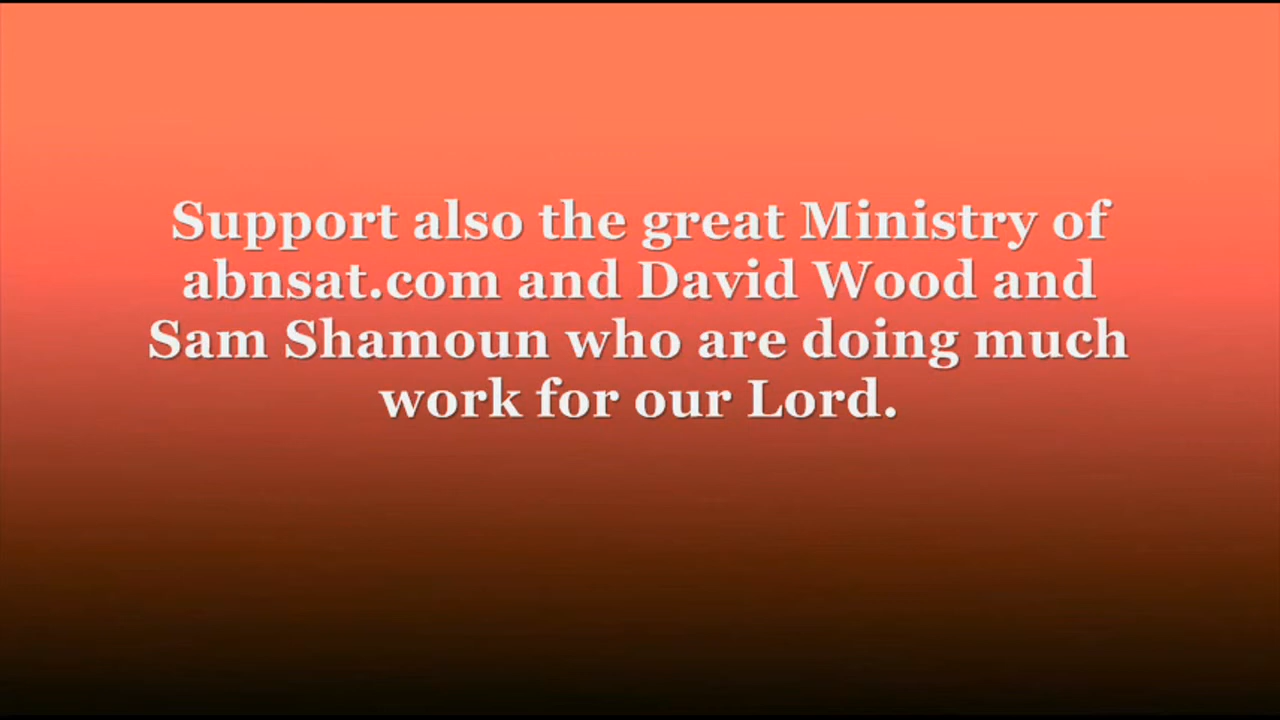 Support also the great Ministry of
abnsat.com and David Wood and
Sam Shamoun who are doing much
work for our Lord.